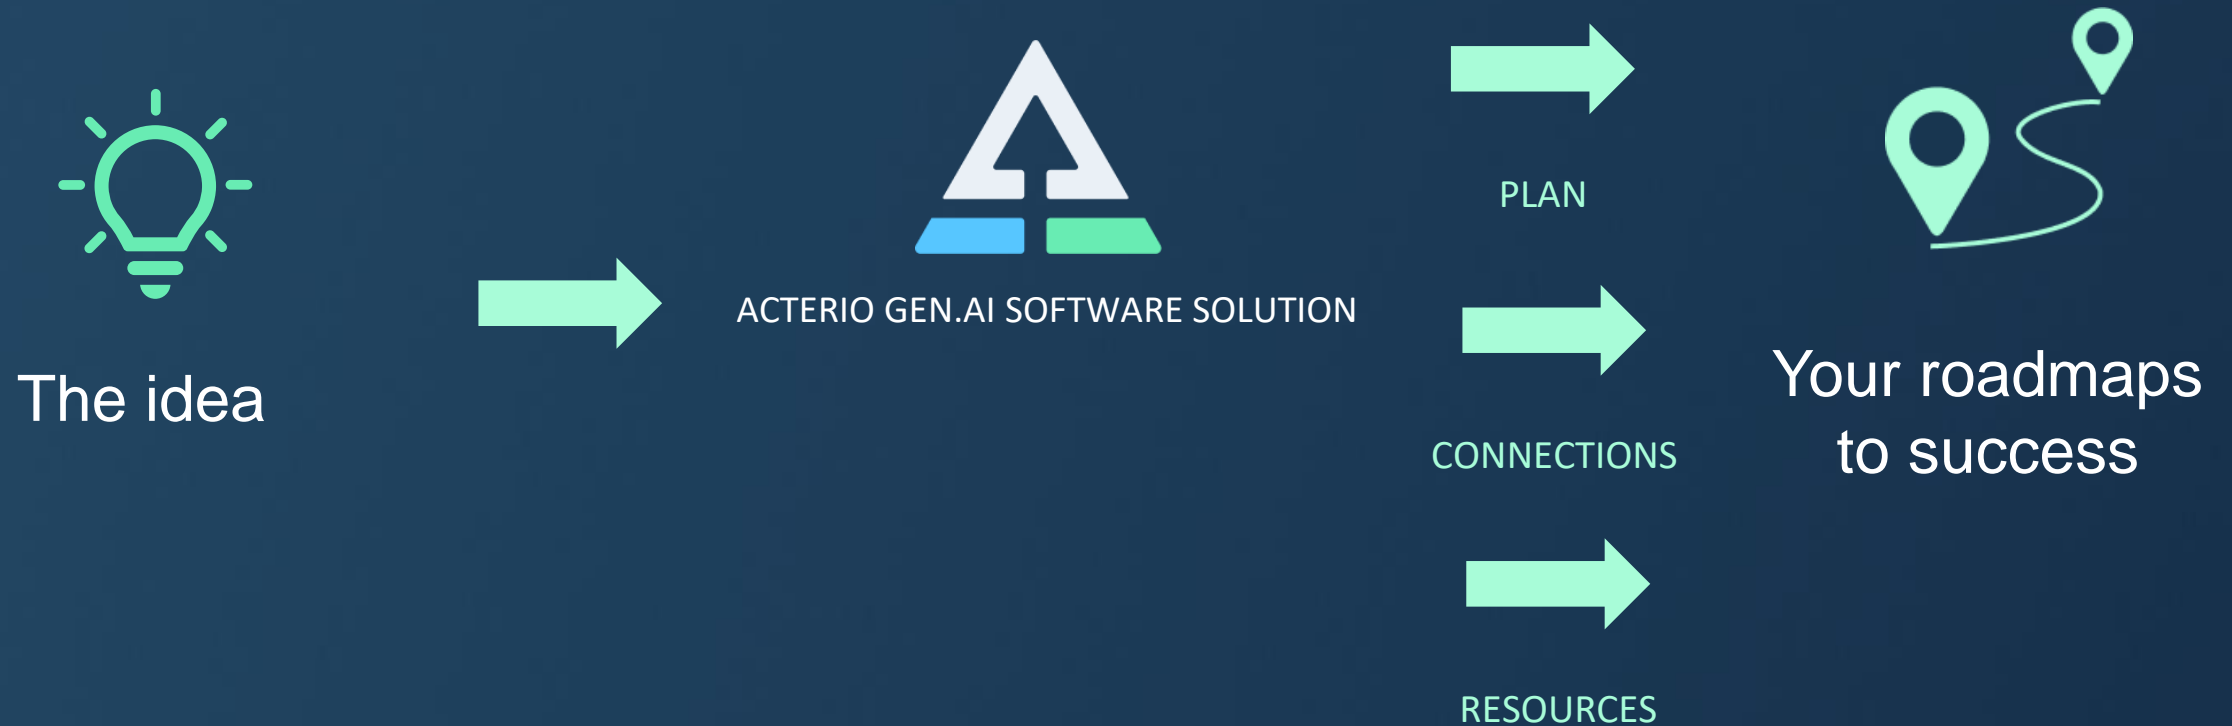 The idea
ACTERIO GEN.AI SOFTWARE SOLUTION
PLAN
CONNECTIONS
RESOURCES
Your roadmaps
to success